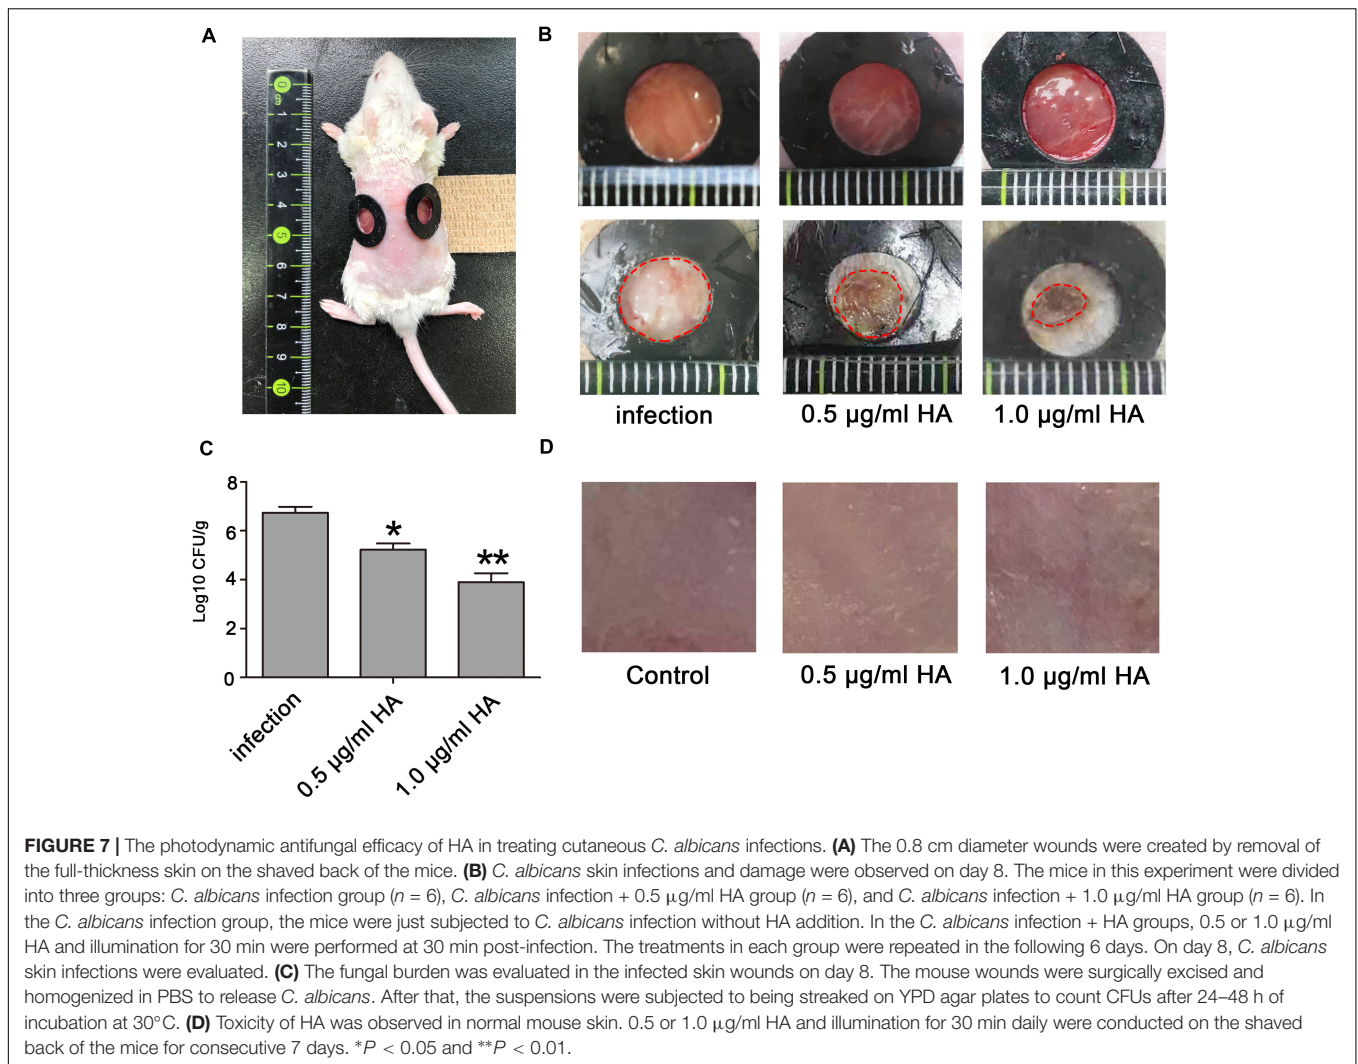 A
B
0
1
2
3
4
5
6
7
8
9
10
infection
0.5 µg/ml HA
1.0 µg/ml HA
C
D
8
6
4
2
0
Log10 CFU/g
*
**
infection
0.5 µg/ml HA
1.0 µg/ml HA
Control
0.5 µg/ml HA
1.0 µg/ml HA
FIGURE 7 | The photodynamic antifungal efficacy of HA in treating cutaneous C. albicans infections. (A) The 0.8 cm diameter wounds were created by removal of
the full-thickness skin on the shaved back of the mice. (B) C. albicans skin infections and damage were observed on day 8. The mice in this experiment were divided
into three groups: C. albicans infection group (n = 6), C. albicans infection + 0.5 µg/ml HA group (n = 6), and C. albicans infection + 1.0 µg/ml HA group (n = 6). In
the C. albicans infection group, the mice were just subjected to C. albicans infection without HA addition. In the C. albicans infection + HA groups, 0.5 or 1.0 µg/ml
HA and illumination for 30 min were performed at 30 min post-infection. The treatments in each group were repeated in the following 6 days. On day 8, C. albicans
skin infections were evaluated. (C) The fungal burden was evaluated in the infected skin wounds on day 8. The mouse wounds were surgically excised and
homogenized in PBS to release C. albicans. After that, the suspensions were subjected to being streaked on YPD agar plates to count CFUs after 24–48 h of
incubation at 30°C. (D) Toxicity of HA was observed in normal mouse skin. 0.5 or 1.0 µg/ml HA and illumination for 30 min daily were conducted on the shaved
back of the mice for consecutive 7 days. *P < 0.05 and **P < 0.01.